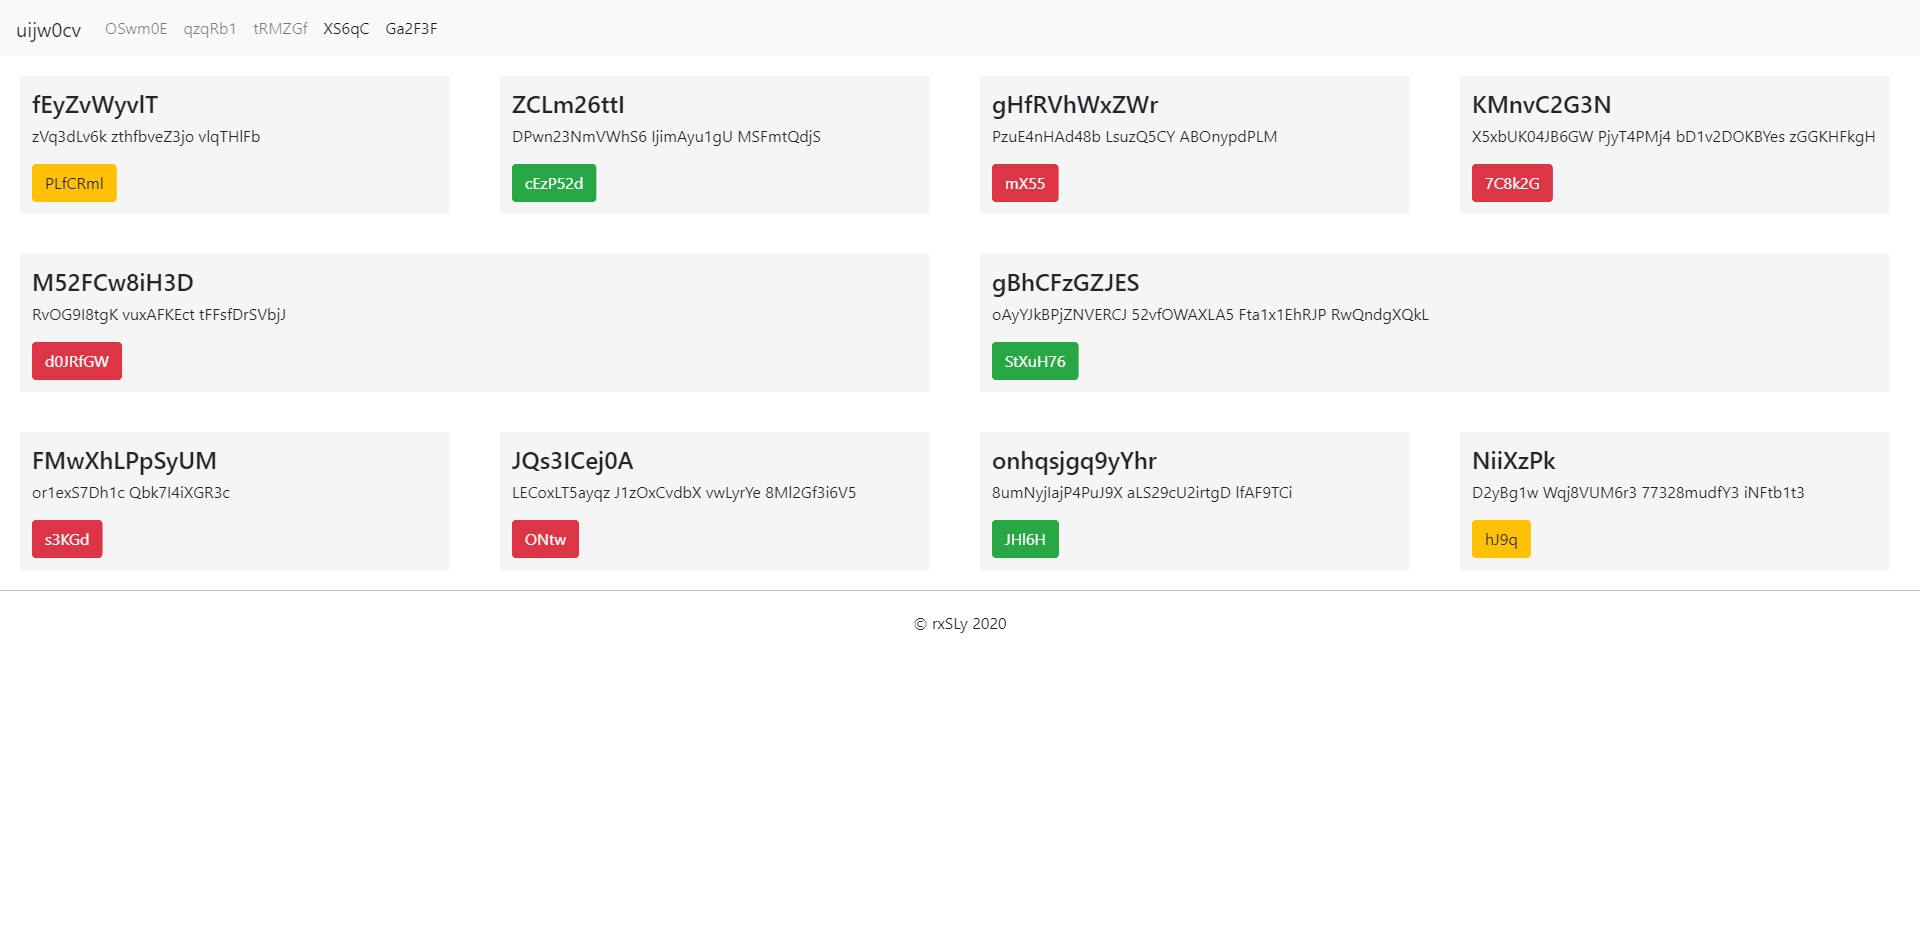 uijw0cv OSwm0E qzqRb1 tRMZGf XS6qC Ga2F3F
fEyZvWyvlT
zVq3dLv6k zthfbveZ3jo vlqTHlFb
PLfCRml
ZCLm26ttI
DPwn23NmVWhS6 IjimAyu1gU MSFmtQdjS
cEzP52d
gHfRVhWxZWr
PzuE4nHAd48b LsuzQ5CY ABOnypdPLM
mX55
KMnvC2G3N
X5xbUK04JB6GW PjyT4PMj4 bD1v2DOKBYes zGGKHFkgH
7C8k2G
M52FCw8iH3D
RvOG9I8tgK vuxAFKEct tFFsfDrSVbjJ
d0JRfGW
gBhCFzGZJES
oAyYJkBPjZNVERCJ 52vfOWAXLA5 Fta1x1EhRJP RwQndgXQkL
StXuH76
FMwXhLPpSyUM
or1exS7Dh1c Qbk7I4iXGR3c
s3KGd
JQs3ICej0A
LECoxLT5ayqz J1zOxCvdbX vwLyrYe 8Ml2Gf3i6V5
ONtw
onhqsjgq9yYhr
8umNyjIajP4PuJ9X aLS29cU2irtgD lfAF9TCi
JHl6H
NiiXzPk
D2yBg1w Wqj8VUM6r3 77328mudfY3 iNFtb1t3
hJ9q
© rxSLy 2020